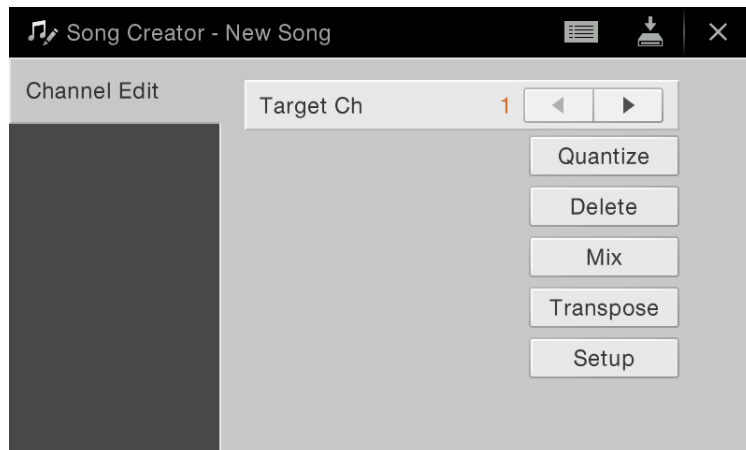 Song Creator - New Song
Channel Edit
Target Ch 1
Quantize
Delete
Mix
Transpose
Setup